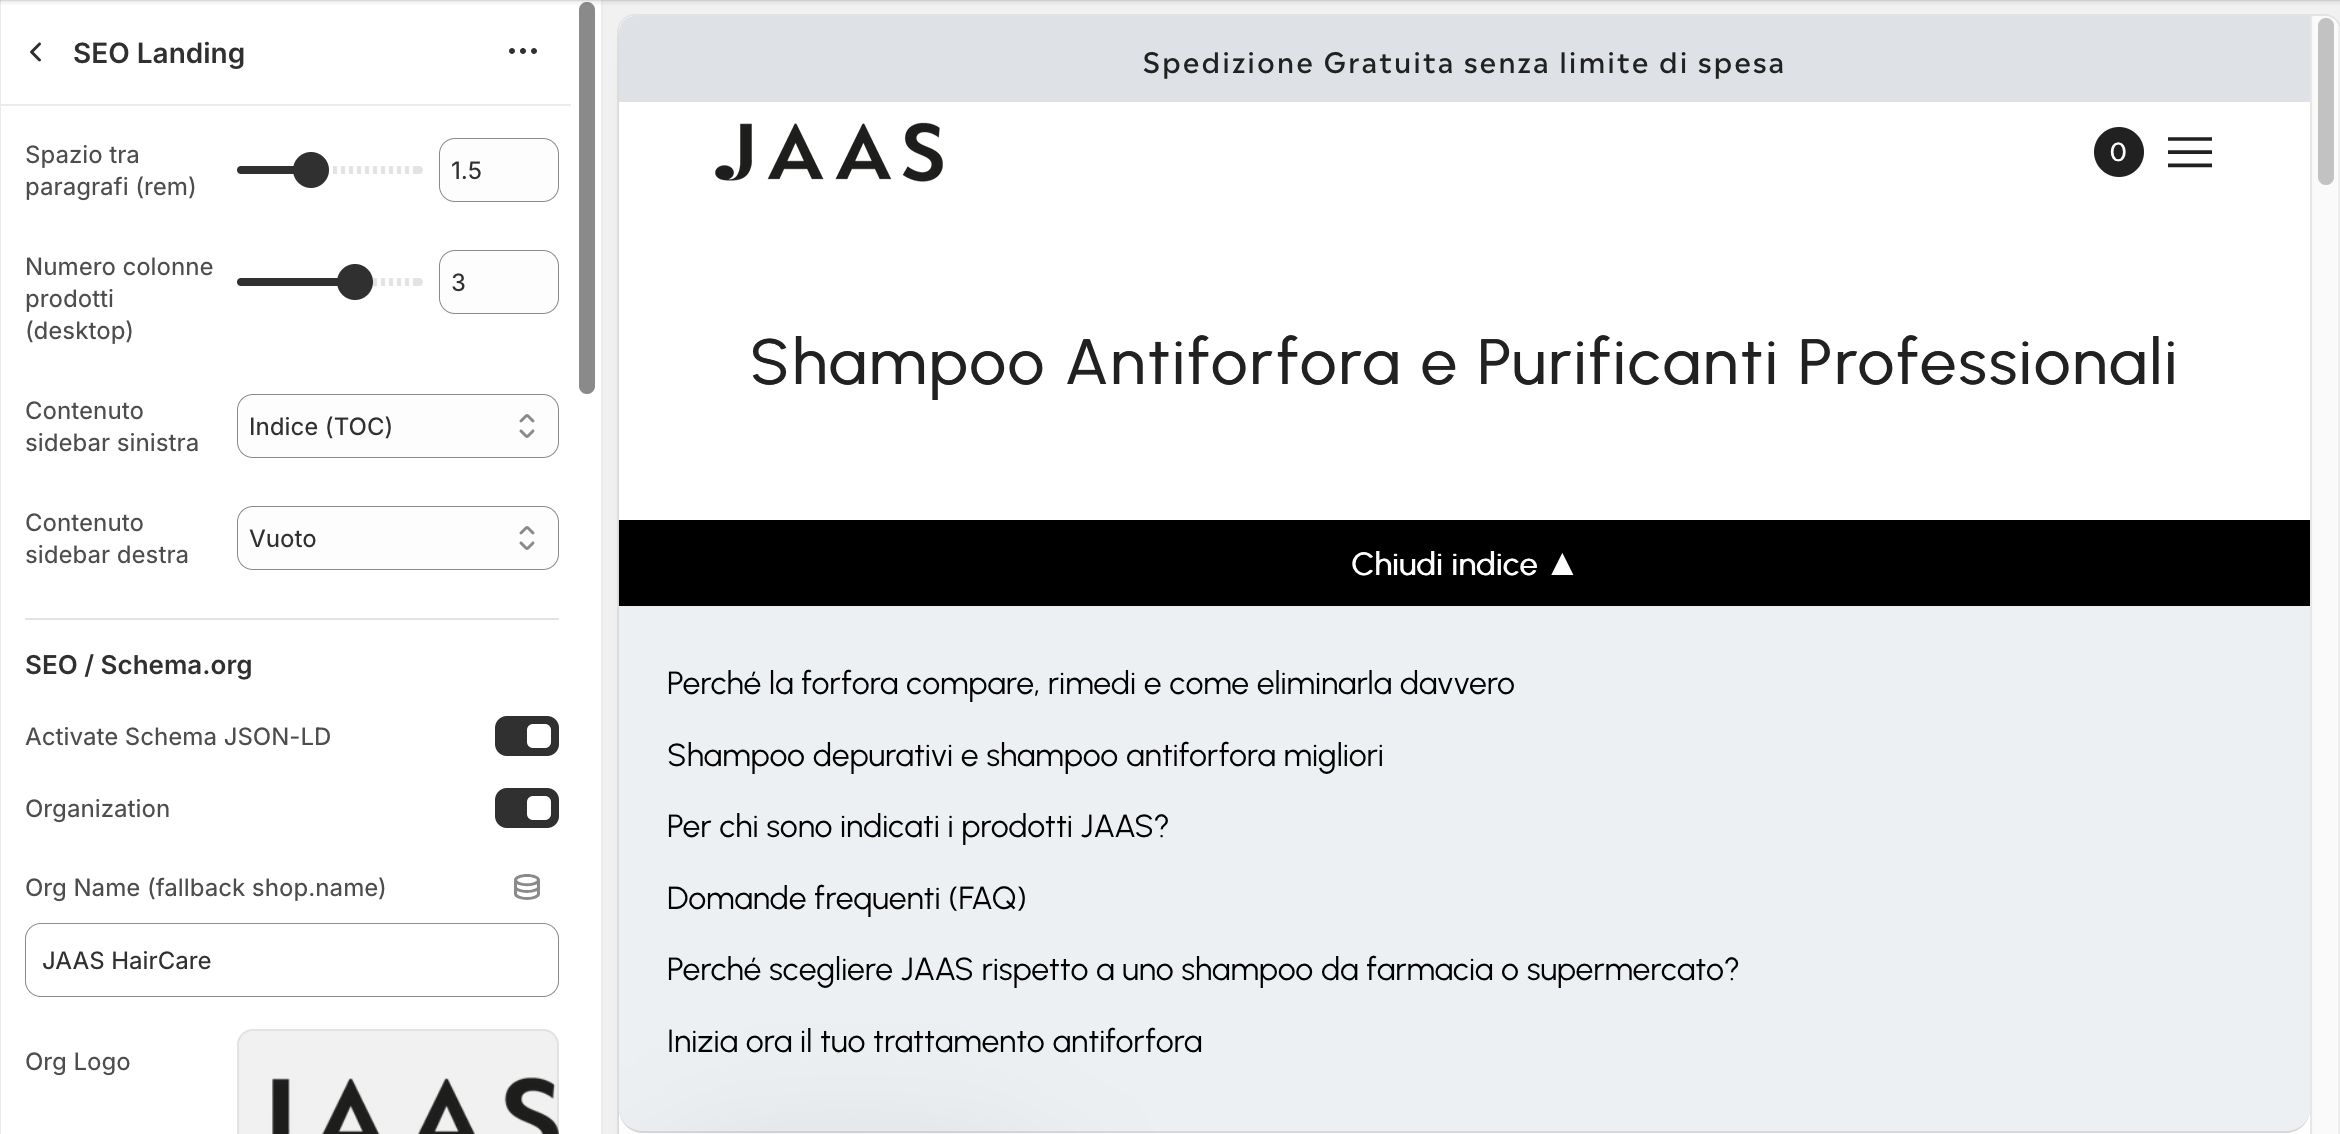 SEO Landing
Spazio tra
paragrafi (rem)
1.5
Numero colonne
prodotti
(desktop)
3
Contenuto
sidebar sinistra
Indice (TOC)
Contenuto
sidebar destra
Vuoto
SEO / Schema.org
Activate Schema JSON-LD
Organization
Org Name (fallback shop.name)
JAAS HairCare
Org Logo
JAAS
Spedizione Gratuita senza limite di spesa
JAAS
0
Shampoo Antiforfora e Purificanti Professionali
Chiudi indice ▲
Perché la forfora compare, rimedi e come eliminarla davvero
Shampoo depurativi e shampoo antiforfora migliori
Per chi sono indicati i prodotti JAAS?
Domande frequenti (FAQ)
Perché scegliere JAAS rispetto a uno shampoo da farmacia o supermercato?
Inizia ora il tuo trattamento antiforfora